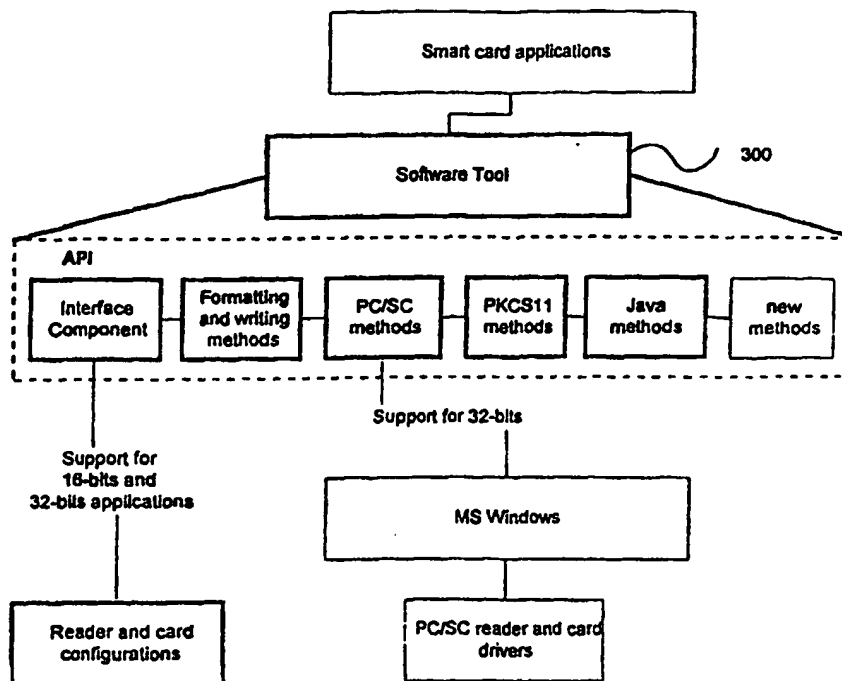 Smart card applications
Software Tool
300
API
Interface
Component
Formatting
and writing
methods
PC/SC
methods
PKCS11
methods
Java
methods
new
methods
Support for 32-bits
Support for
16-bits and
32-bits applications
MS Windows
Reader and card
configurations
PC/SC reader and card
drivers